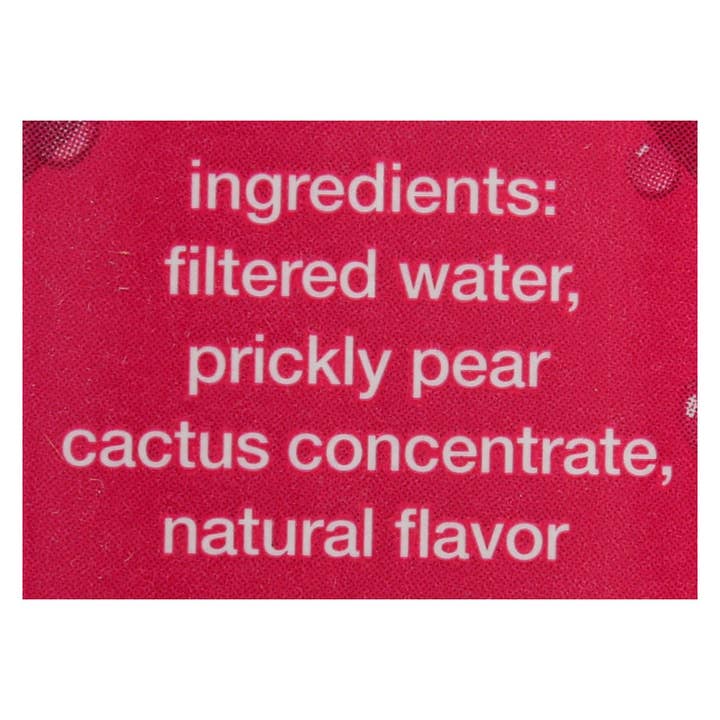 ingredients:
filtered water,
prickly pear
cactus concentrate,
natural flavor